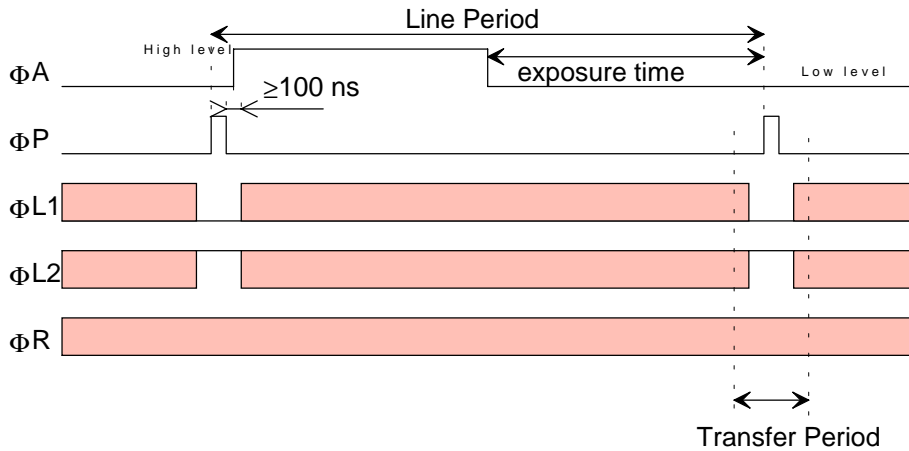 Line Period
High level
ΦA
exposure time
Low level
≥100 ns
ΦP
ΦL1
ΦL2
ΦR
Transfer Period